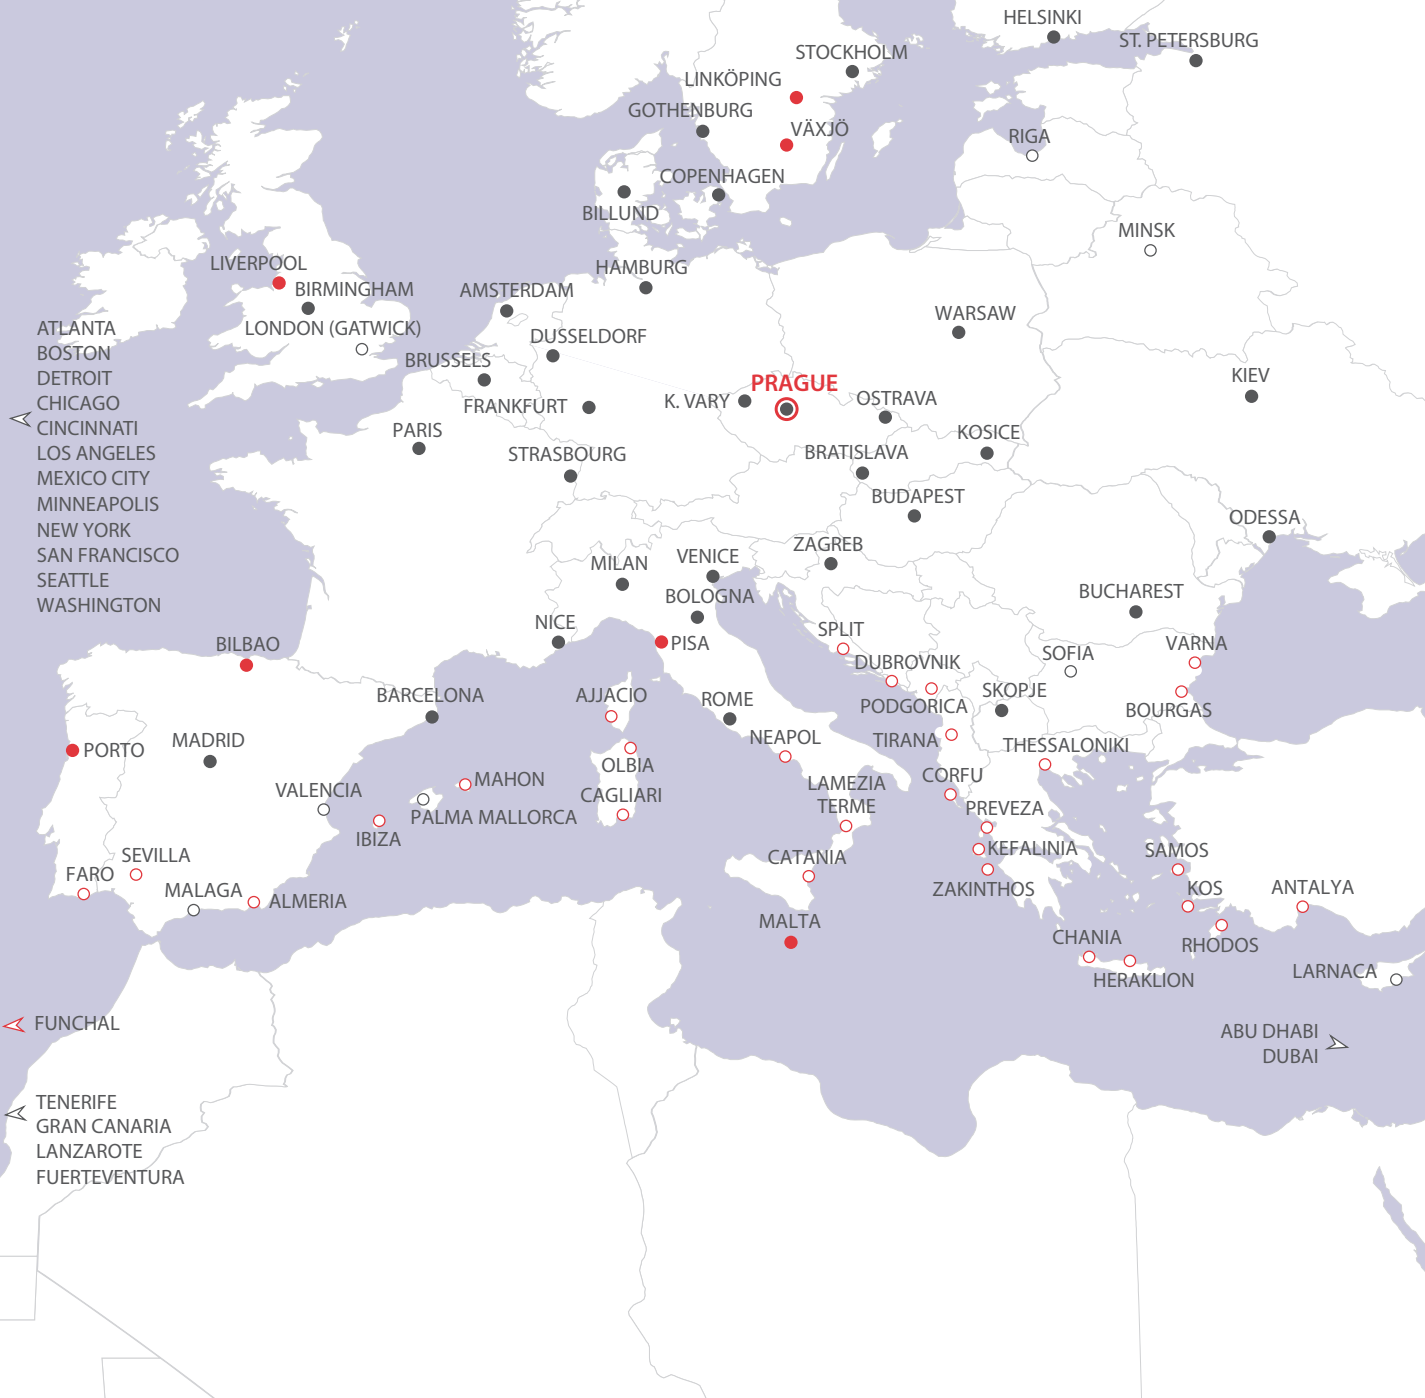 HELSINKI
ST. PETERSBURG
STOCKHOLM
LINKÖPING
GOTHENBURG
VÄXJÖ
RIGA
COPENHAGEN
BILLUND
MINSK
LIVERPOOL
HAMBURG
BIRMINGHAM
AMSTERDAM
WARSAW
LONDON (GATWICK)
DUSSELDORF
BRUSSELS
KIEV
PRAGUE
K. VARY
OSTRAVA
FRANKFURT
PARIS
KOSICE
STRASBOURG
BRATISLAVA
BUDAPEST
ODESSA
ATLANTA
BOSTON
DETROIT
CHICAGO
CINCINNATI
LOS ANGELES
MEXICO CITY
MINNEAPOLIS
NEW YORK
SAN FRANCISCO
SEATTLE
WASHINGTON
ZAGREB
VENICE
MILAN
BOLOGNA
BUCHAREST
NICE
SPLIT
BILBAO
PISA
VARNA
SOFIA
DUBROVNIK
BARCELONA
AJJACIO
ROME
SKOPJE
PODGORICA
BOURGAS
PORTO
MADRID
NEAPOL
TIRANA
THESSALONIKI
OLBIA
CORFU
MAHON
LAMEZIA
TERME
VALENCIA
CAGLIARI
PREVEZA
PALMA MALLORCA
IBIZA
KEFALINIA
SAMOS
SEVILLA
CATANIA
FARO
ZAKINTHOS
KOS
ANTALYA
MALAGA
ALMERIA
MALTA
CHANIA
RHODOS
LARNACA
HERAKLION
FUNCHAL
ABU DHABI
DUBAI
TENERIFE
GRAN CANARIA
LANZAROTE
FUERTEVENTURA